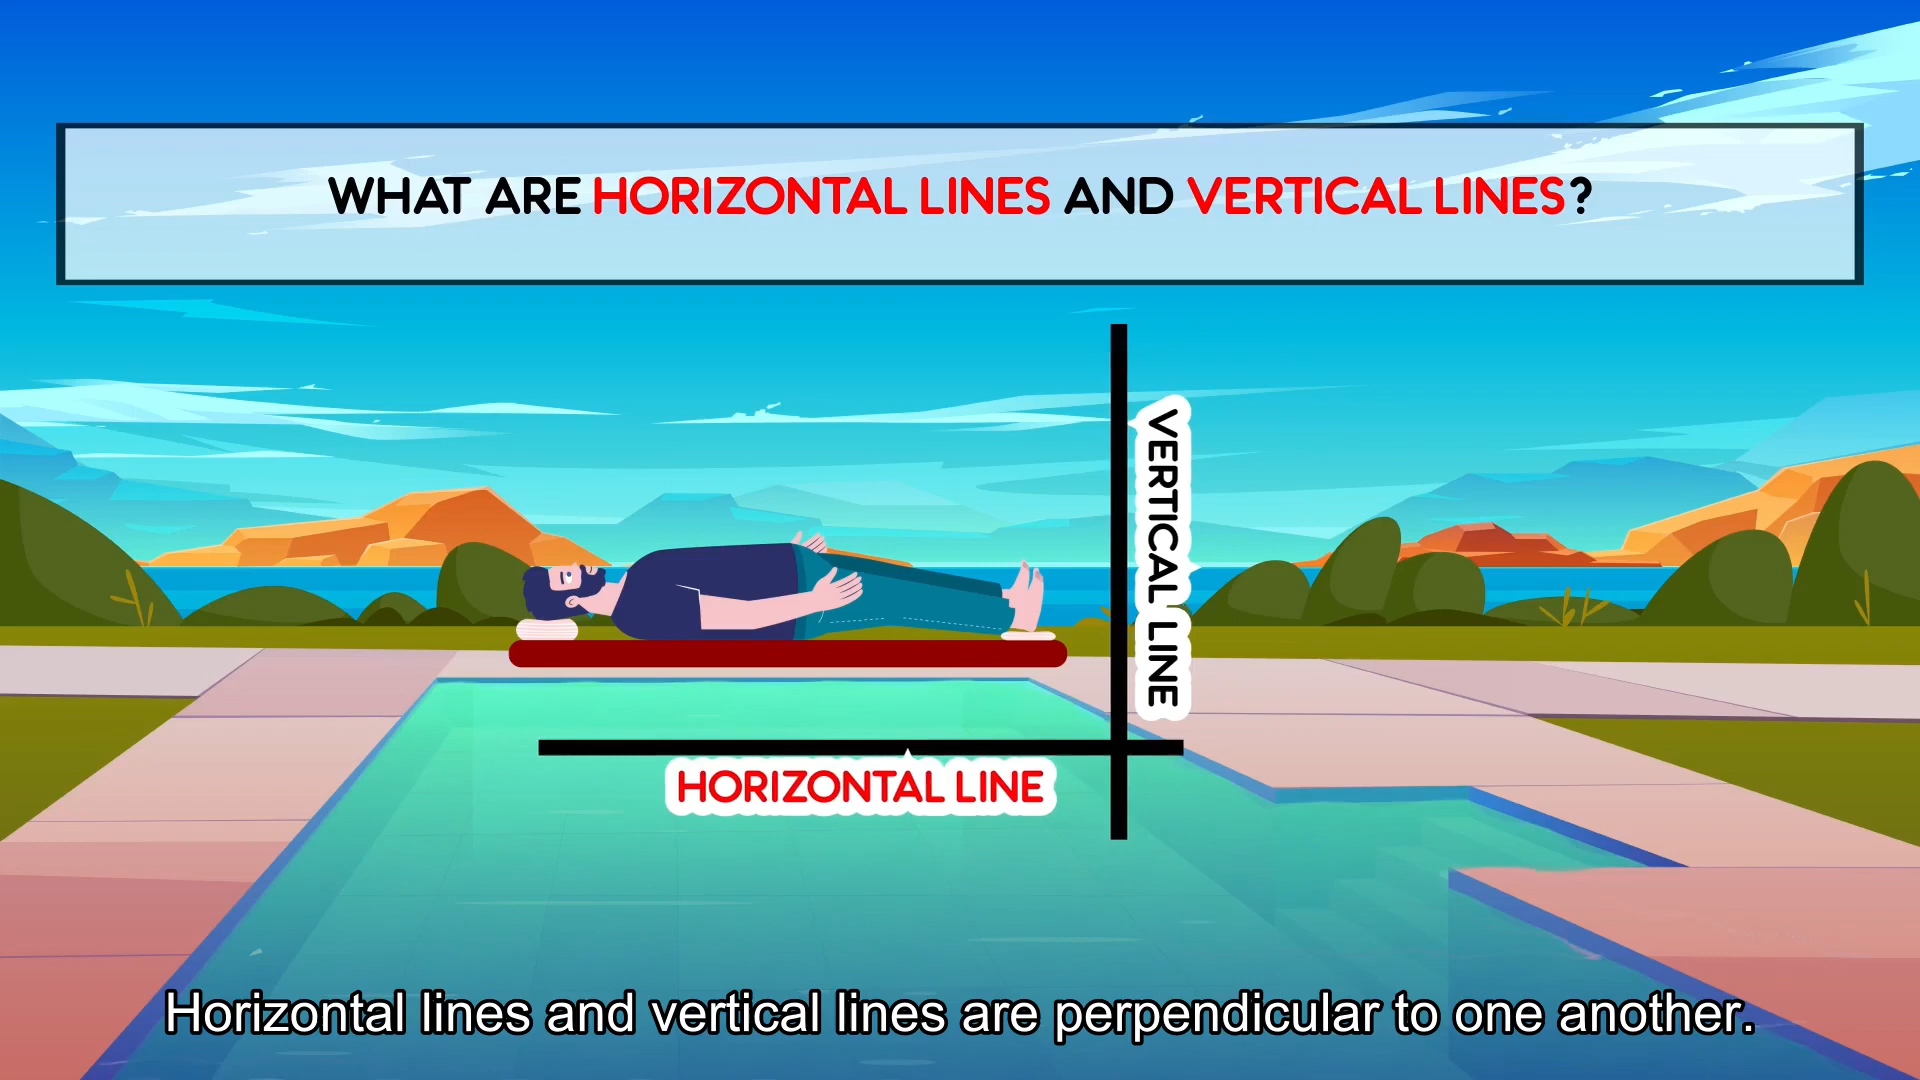 WHAT ARE HORIZONTAL LINES AND VERTICAL LINES?
VERTICAL LINE
HORIZONTAL LINE
Horizontal lines and vertical lines are perpendicular to one another.